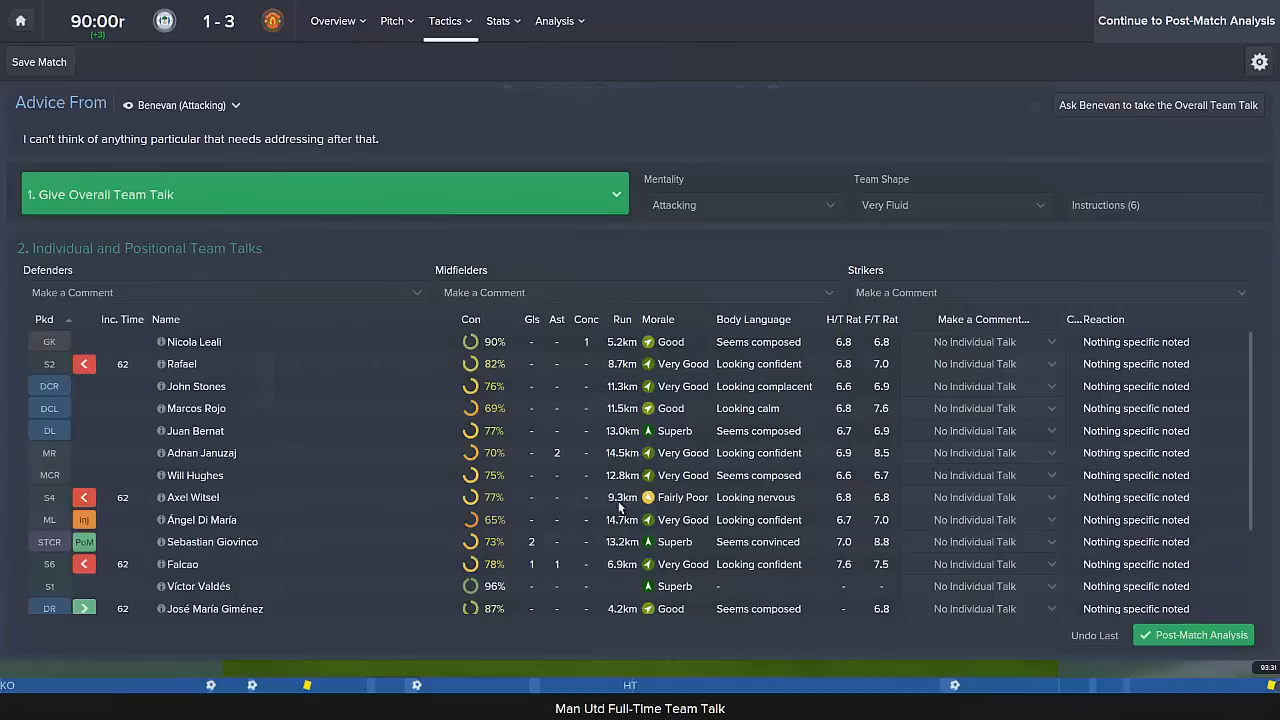 90:00r (+3) 1 - 3 Overview Pitch Tactics Stats Analysis Continue to Post-Match Analysis
Save Match
Advice From Benevan (Attacking) Ask Benevan to take the Overall Team Talk
I can't think of anything particular that needs addressing after that.
Mentality Team Shape
1. Give Overall Team Talk Attacking Very Fluid Instructions (6)
2. Individual and Positional Team Talks
Defenders Midfielders Strikers
Make a Comment Make a Comment Make a Comment
Pkd Inc. Time Name Con Gls Ast Conc Run Morale Body Language H/T Rat F/T Rat Make a Comment... C... Reaction
GK Nicola Leali 90% - - 1 5.2km Good Seems composed 6.8 6.8 No Individual Talk Nothing specific noted
S2 62 Rafael 82% - - - 8.7km Very Good Looking confident 6.8 7.0 No Individual Talk Nothing specific noted
DCR John Stones 76% - - - 11.3km Very Good Looking complacent 6.6 6.9 No Individual Talk Nothing specific noted
DCL Marcos Rojo 69% - - - 11.5km Good Looking calm 6.8 7.6 No Individual Talk Nothing specific noted
DL Juan Bernat 77% - - - 13.0km Superb Seems composed 6.7 6.9 No Individual Talk Nothing specific noted
MR Adnan Januzaj 70% - 2 - 14.5km Very Good Looking confident 6.9 8.5 No Individual Talk Nothing specific noted
MCR Will Hughes 75% - - - 12.8km Very Good Seems composed 6.6 6.7 No Individual Talk Nothing specific noted
S4 62 Axel Witsel 77% - - - 9.3km Fairly Poor Looking nervous 6.8 6.8 No Individual Talk Nothing specific noted
ML Inj Ángel Di María 65% - - - 14.7km Very Good Looking confident 6.7 7.0 No Individual Talk Nothing specific noted
STCR PoM Sebastian Giovinco 73% 2 - - 13.2km Superb Seems convinced 7.0 8.8 No Individual Talk Nothing specific noted
S6 62 Falcao 78% 1 1 - 6.9km Very Good Looking confident 7.6 7.5 No Individual Talk Nothing specific noted
S1 Víctor Valdés 96% - - - Superb - - - No Individual Talk Nothing specific noted
DR 62 José María Giménez 87% - - - 4.2km Good Seems composed - 6.8 No Individual Talk Nothing specific noted
Undo Last Post-Match Analysis
93:31
KO HT
Man Utd Full-Time Team Talk